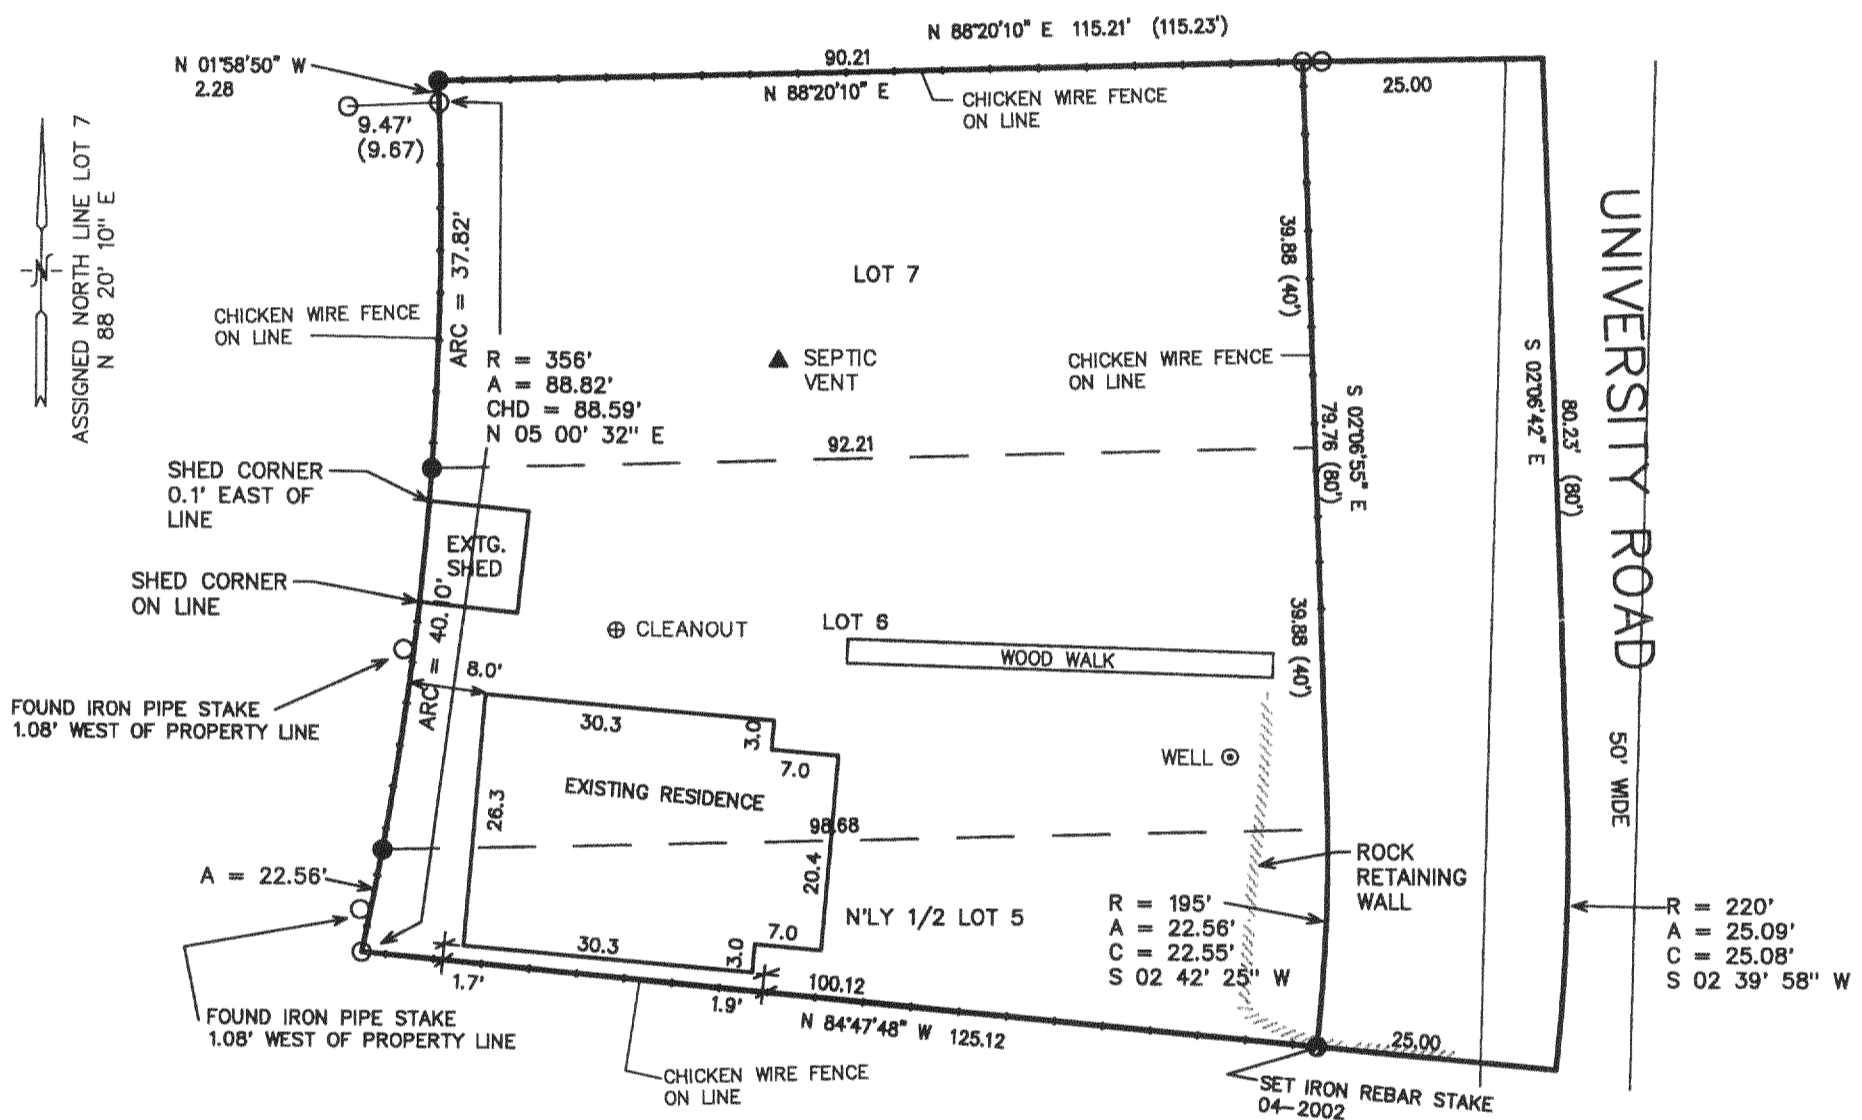 N 88°20'10" E 115.21' (115.23')
90.21
N 88°20'10" E
25.00
N 01°58'50" W
2.28
9.47'
(9.67)
CHICKEN WIRE FENCE
ON LINE
ASSIGNED NORTH LINE LOT 7
N 88 20' 10" E
N
ARC = 37.82'
LOT 7
39.88 (40')
CHICKEN WIRE FENCE
ON LINE
R = 356'
A = 88.82'
CHD = 88.59'
N 05 00' 32" E
SEPTIC
VENT
CHICKEN WIRE FENCE
ON LINE
S 02°06'55" E
79.76 (80')
S 02°06'42" E
80.23' (80')
UNIVERSITY ROAD
50' WIDE
92.21
SHED CORNER
0.1' EAST OF
LINE
EXTG.
SHED
SHED CORNER
ON LINE
ARC = 40.10'
CLEANOUT
LOT 6
WOOD WALK
39.88 (40')
8.0'
FOUND IRON PIPE STAKE
1.08' WEST OF PROPERTY LINE
30.3
3.0
7.0
WELL
EXISTING RESIDENCE
26.3
98.68
20.4
A = 22.56'
ROCK
RETAINING
WALL
N'LY 1/2 LOT 5
R = 195'
A = 22.56'
C = 22.55'
S 02 42' 25" W
R = 220'
A = 25.09'
C = 25.08'
S 02 39' 58" W
30.3
3.0
7.0
1.7'
1.9'
100.12
N 84°47'48" W 125.12
25.00
FOUND IRON PIPE STAKE
1.08' WEST OF PROPERTY LINE
CHICKEN WIRE FENCE
ON LINE
SET IRON REBAR STAKE
04-2002